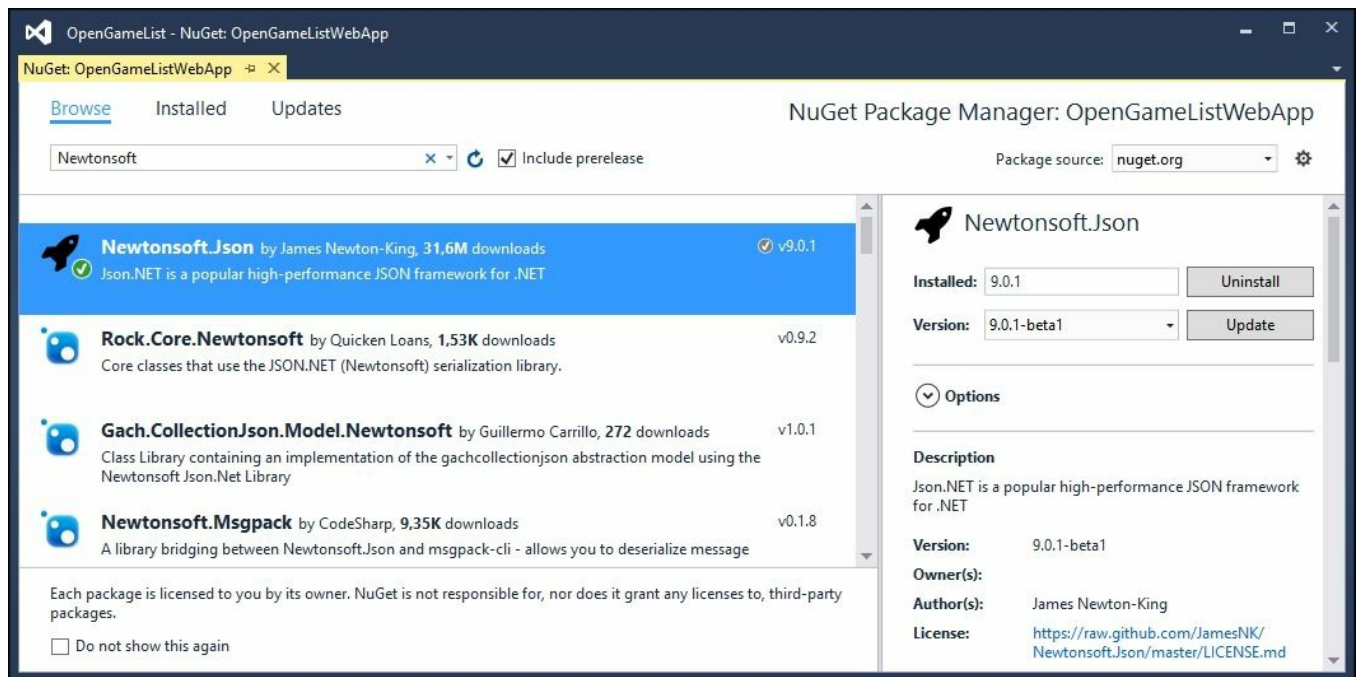 OpenGameList - NuGet: OpenGameListWebApp
NuGet: OpenGameListWebApp
Browse Installed Updates
NuGet Package Manager: OpenGameListWebApp
Newtonsoft
Include prerelease
Package source: nuget.org
Newtonsoft.Json by James Newton-King, 31,6M downloads
v9.0.1
Json.NET is a popular high-performance JSON framework for .NET
Rock.Core.Newtonsoft by Quicken Loans, 1,53K downloads
v0.9.2
Core classes that use the JSON.NET (Newtonsoft) serialization library.
Gach.CollectionJson.Model.Newtonsoft by Guillermo Carrillo, 272 downloads
v1.0.1
Class Library containing an implementation of the gachcollectionjson abstraction model using the
Newtonsoft Json.Net Library
Newtonsoft.Msgpack by CodeSharp, 9,35K downloads
v0.1.8
A library bridging between Newtonsoft.Json and msgpack-cli - allows you to deserialize message
Each package is licensed to you by its owner. NuGet is not responsible for, nor does it grant any licenses to, third-party
packages.
Do not show this again
Newtonsoft.Json
Installed: 9.0.1 Uninstall
Version: 9.0.1-beta1 Update
Options
Description
Json.NET is a popular high-performance JSON framework
for .NET
Version: 9.0.1-beta1
Owner(s):
Author(s): James Newton-King
License: https://raw.github.com/JamesNK/
Newtonsoft.Json/master/LICENSE.md